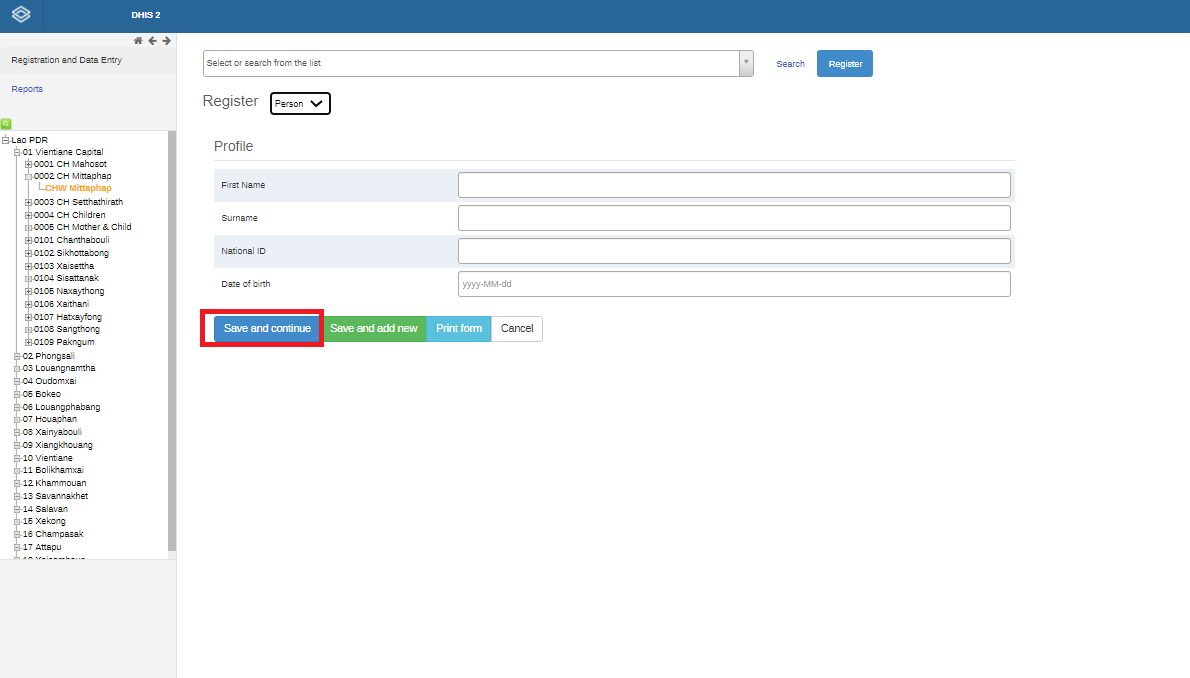 DHIS 2
Registration and Data Entry
Reports
Lao PDR
01 Vientiane Capital
0001 CH Mahosot
0002 CH Mittaphap
CHW Mittaphap
0003 CH Setthathirath
0004 CH Children
0005 CH Mother & Child
0101 Chanthabouli
0102 Sikhottabong
0103 Xaisettha
0104 Sisattanak
0105 Naxaythong
0106 Xaithani
0107 Hatxayfong
0108 Sangthong
0109 Pakngum
02 Phongsali
03 Louangnamtha
04 Oudomxai
05 Bokeo
06 Louangphabang
07 Houaphan
08 Xainyabouli
09 Xiangkhouang
10 Vientiane
11 Bolikhamxai
12 Khammouan
13 Savannakhet
14 Salavan
15 Xekong
16 Champasak
17 Attapu
Select or search from the list
Search
Register
Register
Person
Profile
First Name
Surname
National ID
Date of birth
yyyy-MM-dd
Save and continue
Save and add new
Print form
Cancel